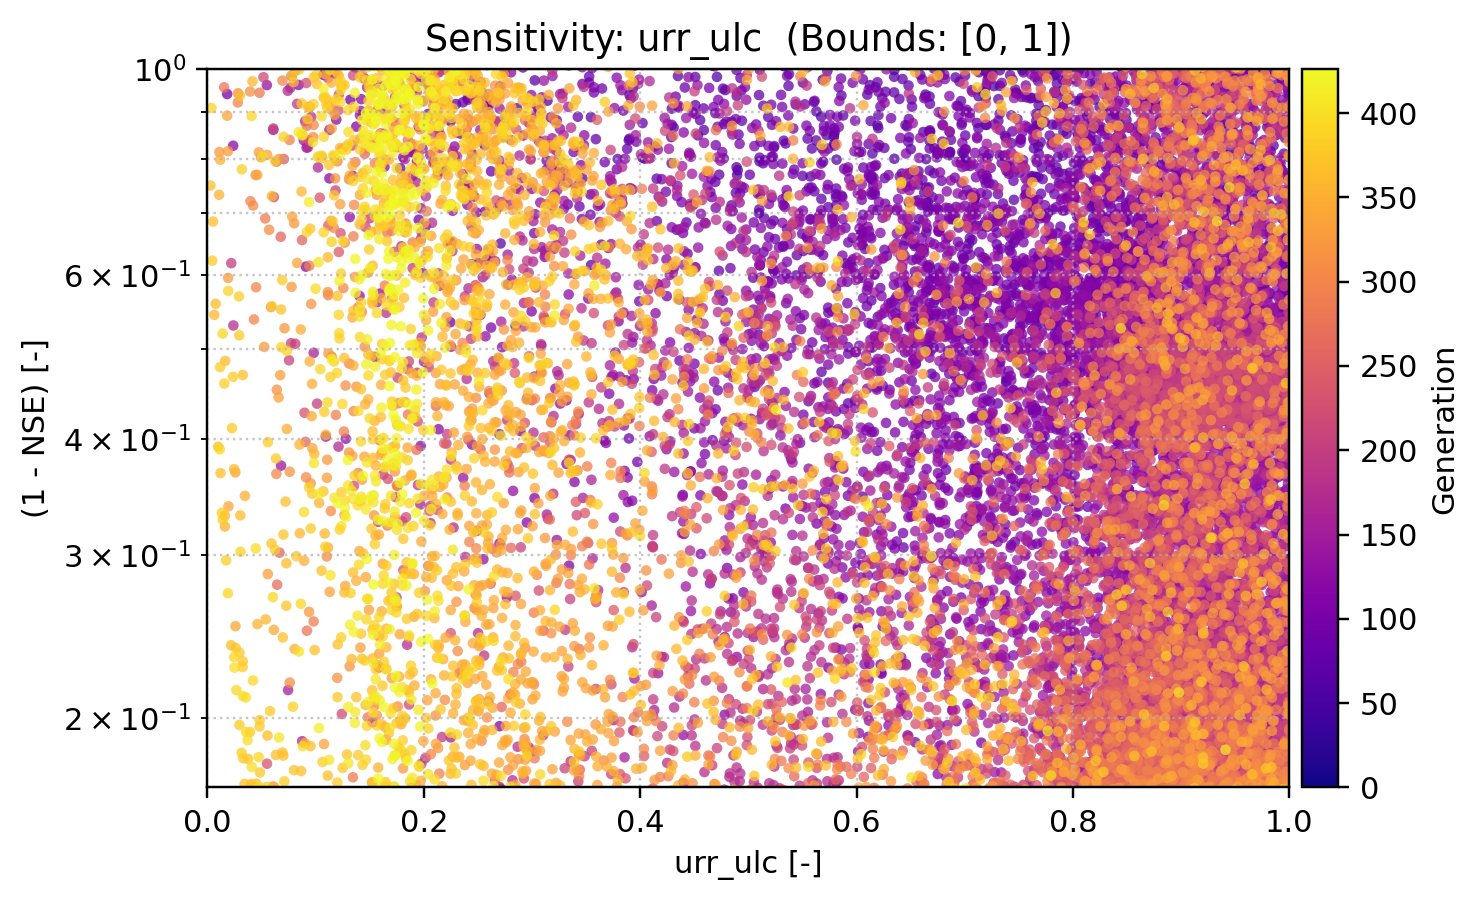 Sensitivity: urr_ulc  (Bounds: [0, 1])
10⁰
6 × 10⁻¹
4 × 10⁻¹
3 × 10⁻¹
2 × 10⁻¹
(1 - NSE) [-]
0.0 0.2 0.4 0.6 0.8 1.0
urr_ulc [-]
400
350
300
250
200
150
100
50
0
Generation